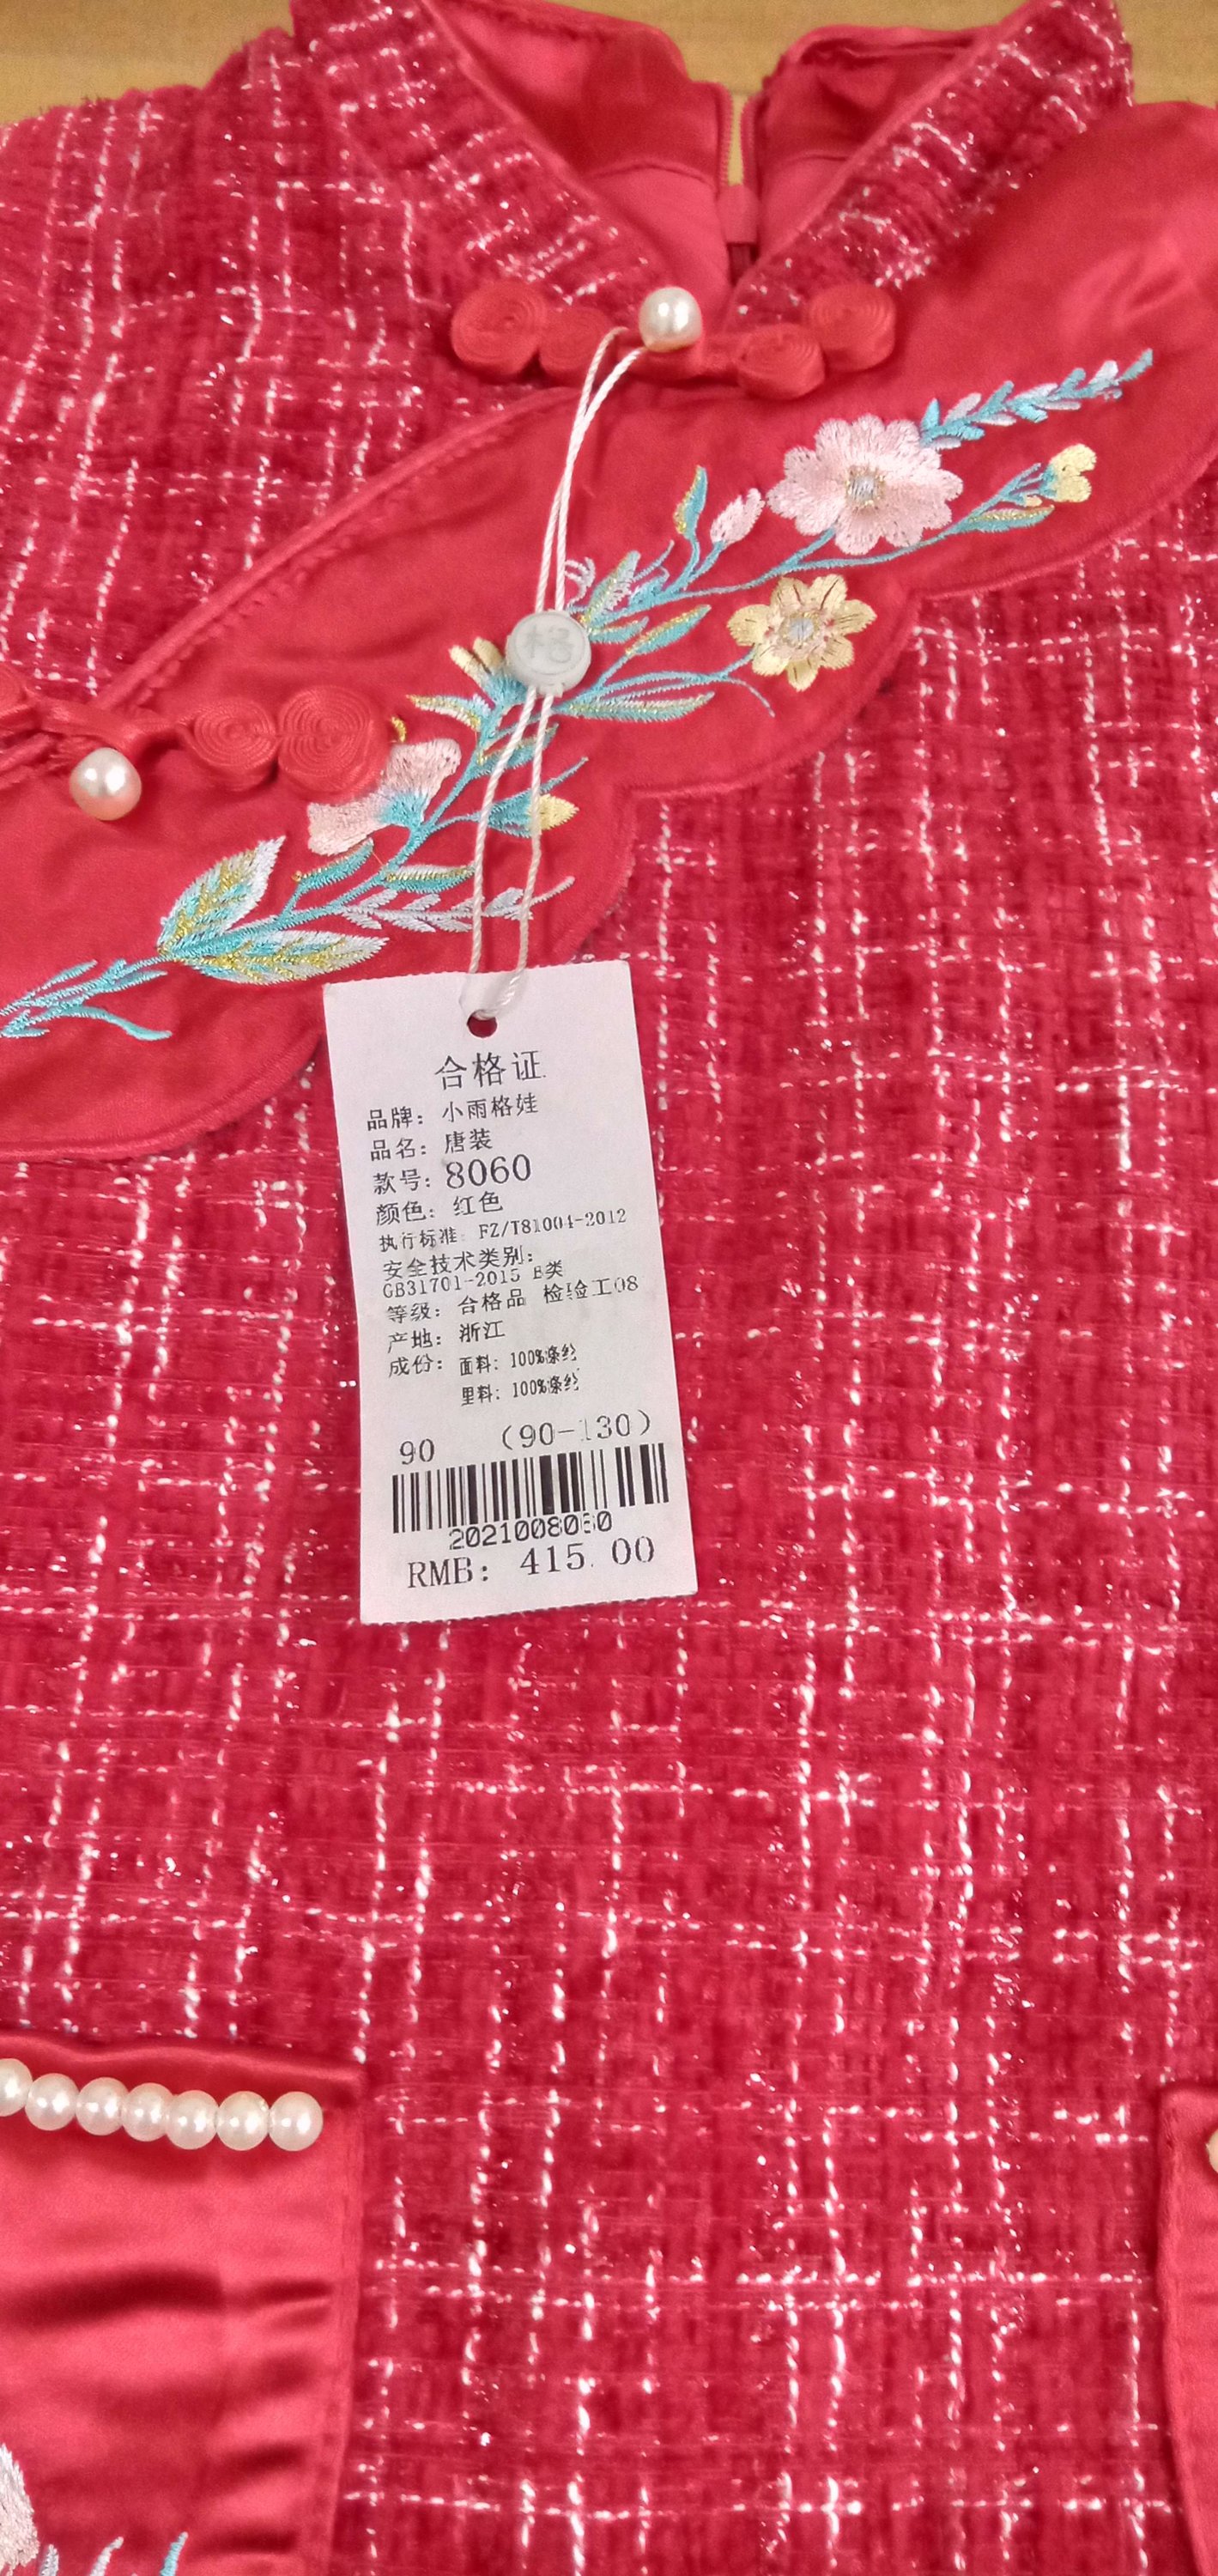 格
合格证
品牌：小雨格娃
品名：唐装
款号：8060
颜色：红色
执行标准：FZ/T81004-2012
安全技术类别：
GB31701-2015 B类
等级：合格品 检验工08
产地：浙江
成份：面料：100%涤纶
里料：100%涤纶
90 （90-130）
2021008060
RMB：415.00